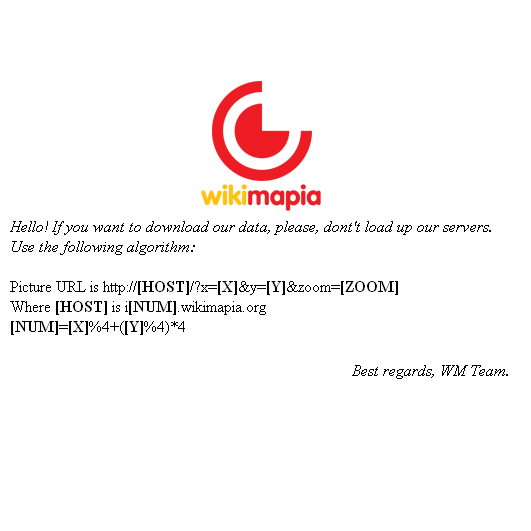 wikimapia
Hello! If you want to download our data, please, dont't load up our servers.
Use the following algorithm:
Picture URL is http://[HOST]/?x=[X]&y=[Y]&zoom=[ZOOM]
Where [HOST] is i[NUM].wikimapia.org
[NUM]=[X]%4+([Y]%4)*4
Best regards, WM Team.